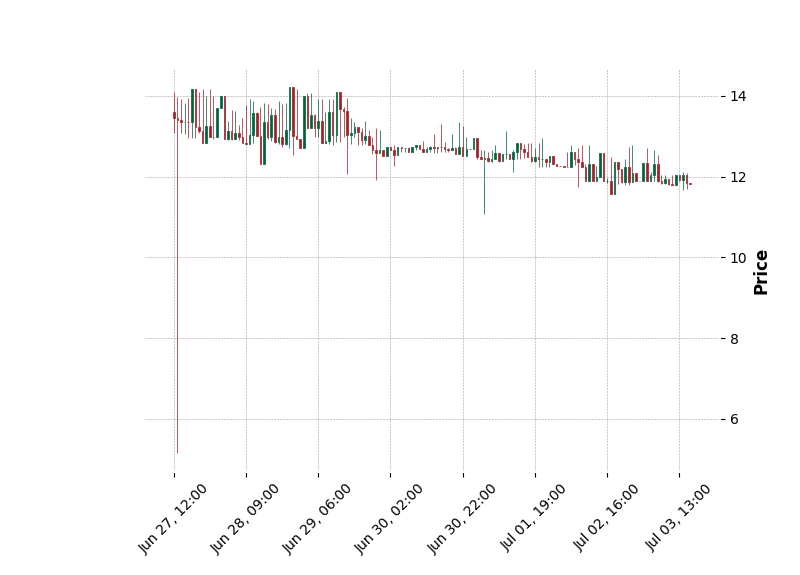 14
12
10
8
6
Price
Jun 27, 12:00
Jun 28, 09:00
Jun 29, 06:00
Jun 30, 02:00
Jun 30, 22:00
Jul 01, 19:00
Jul 02, 16:00
Jul 03, 13:00